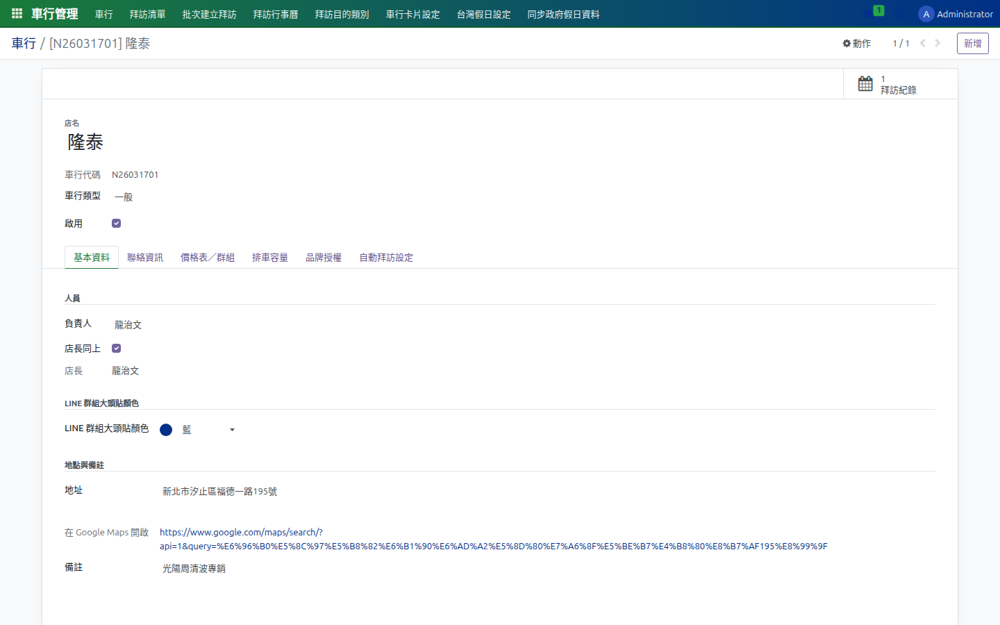 車行管理 車行 拜訪清單 批次建立拜訪 拜訪行事曆 拜訪目的類別 車行卡片設定 台灣假日設定 同步政府假日資料 1 A Administrator
車行 / [N26031701] 隆泰 動作 1 / 1 新增
1
拜訪紀錄
店名
隆泰
車行代碼 N26031701
車行類型 一般
啟用
基本資料 聯絡資訊 價格表／群組 排車容量 品牌授權 自動拜訪設定
人員
負責人 龍治文
店長同上
店長 龍治文
LINE 群組大頭貼顏色
LINE 群組大頭貼顏色 藍
地點與備註
地址 新北市汐止區福德一路195號
在 Google Maps 開啟 https://www.google.com/maps/search/?
api=1&query=%E6%96%B0%E5%8C%97%E5%B8%82%E6%B1%90%E6%AD%A2%E5%8D%80%E7%A6%8F%E5%BE%B7%E4%B8%80%E8%B7%AF195%E8%99%9F
備註 光陽周清波專銷